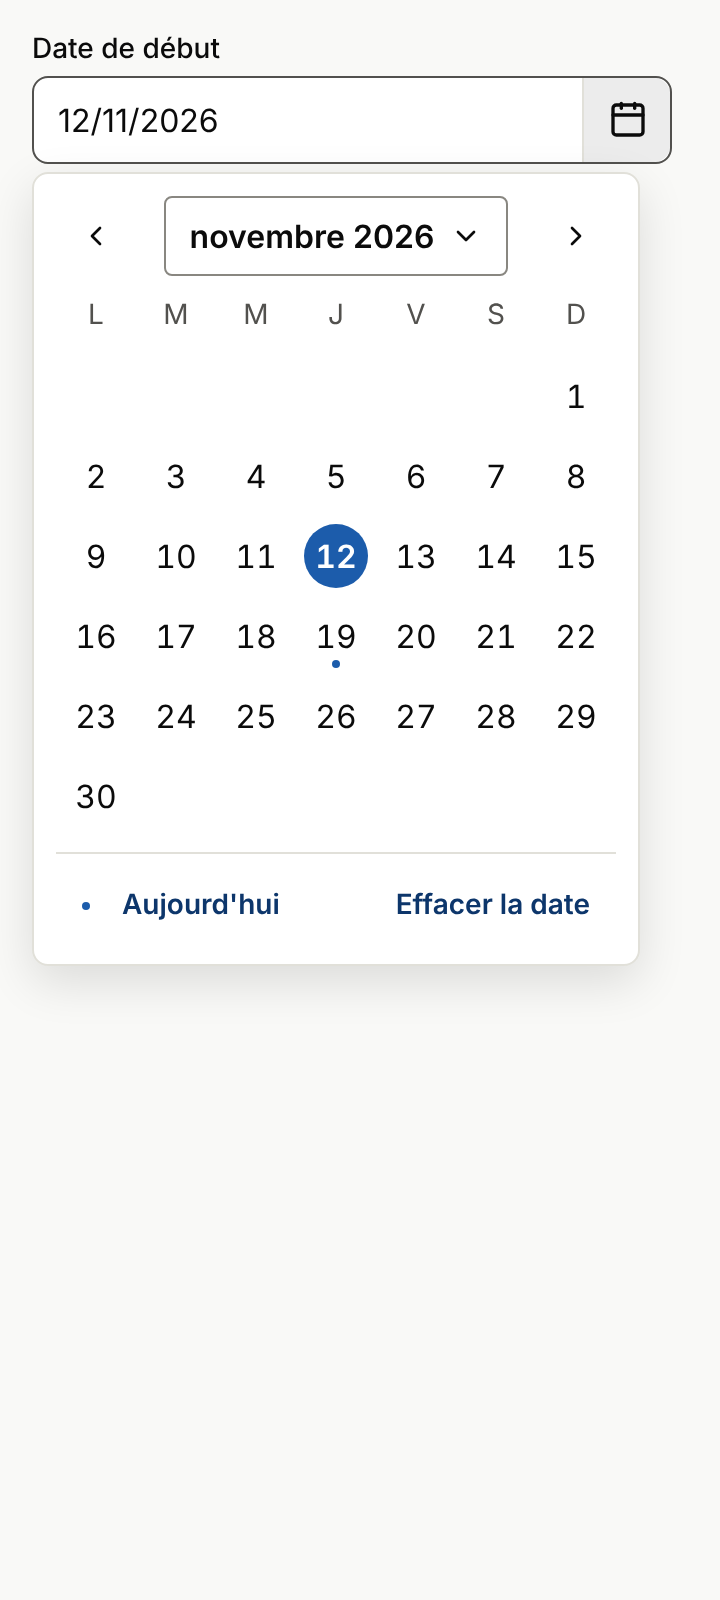 Date de début
12/11/2026
novembre 2026
L M M J V S D
1
2 3 4 5 6 7 8
9 10 11 12 13 14 15
16 17 18 19 20 21 22
23 24 25 26 27 28 29
30
Aujourd'hui Effacer la date